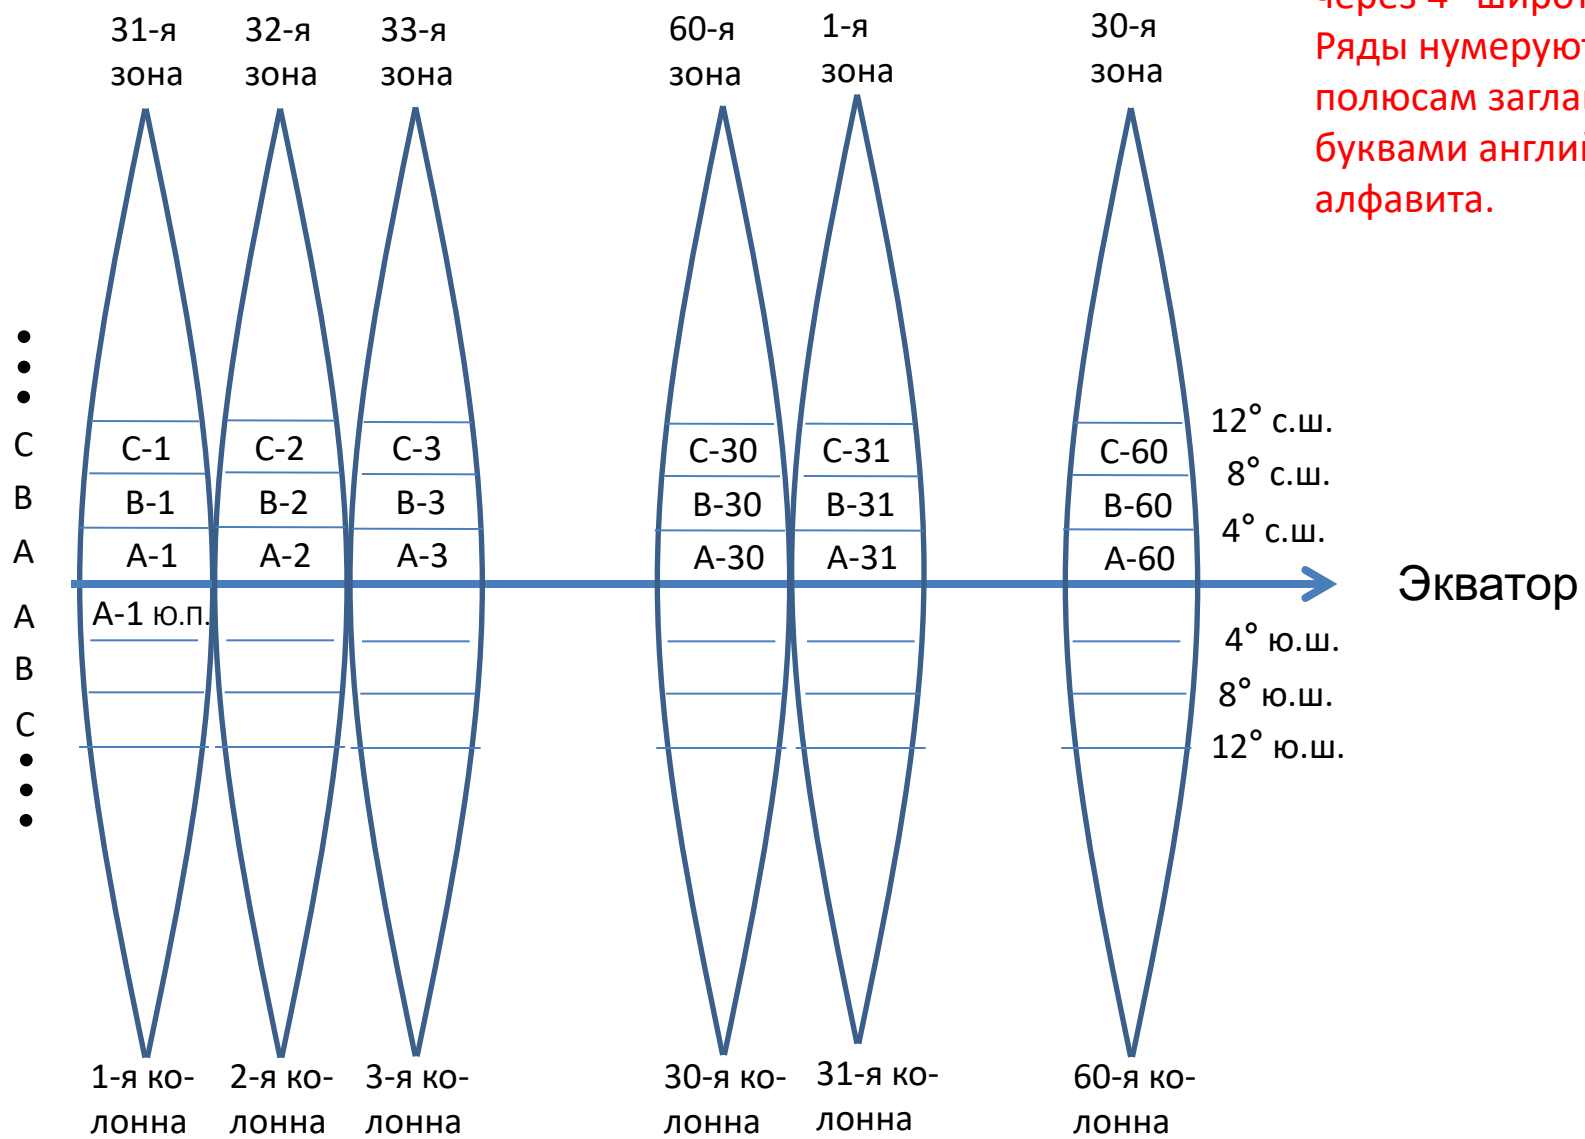 31-я
зона
32-я
зона
33-я
зона
60-я
зона
1-я
зона
30-я
зона
через 4° широт
Ряды нумерую
полюсам загла
буквами англи
алфавита.
C
B
A
A
B
C
C-1
C-2
C-3
C-30
C-31
C-60
B-1
B-2
B-3
B-30
B-31
B-60
A-1
A-2
A-3
A-30
A-31
A-60
A-1 ю.п.
12° с.ш.
8° с.ш.
4° с.ш.
Экватор
4° ю.ш.
8° ю.ш.
12° ю.ш.
1-я ко-
лонна
2-я ко-
лонна
3-я ко-
лонна
30-я ко-
лонна
31-я ко-
лонна
60-я ко-
лонна